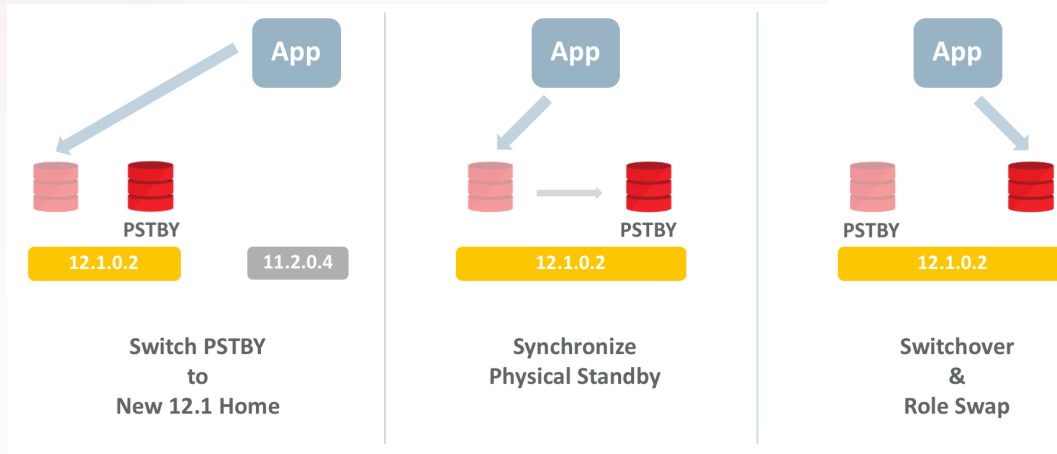 App
PSTBY
12.1.0.2
11.2.0.4
Switch PSTBY
to
New 12.1 Home
App
PSTBY
12.1.0.2
Synchronize
Physical Standby
App
PSTBY
12.1.0.2
Switchover
&
Role Swap